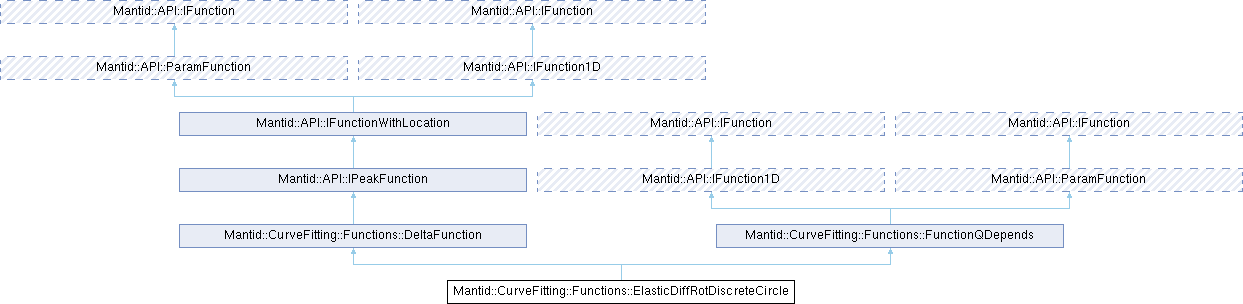 Mantid::API::IFunction
Mantid::API::IFunction
Mantid::API::ParamFunction
Mantid::API::IFunction1D
Mantid::API::IFunctionWithLocation
Mantid::API::IFunction
Mantid::API::IFunction
Mantid::API::IPeakFunction
Mantid::API::IFunction1D
Mantid::API::ParamFunction
Mantid::CurveFitting::Functions::DeltaFunction
Mantid::CurveFitting::Functions::FunctionQDepends
Mantid::CurveFitting::Functions::ElasticDiffRotDiscreteCircle